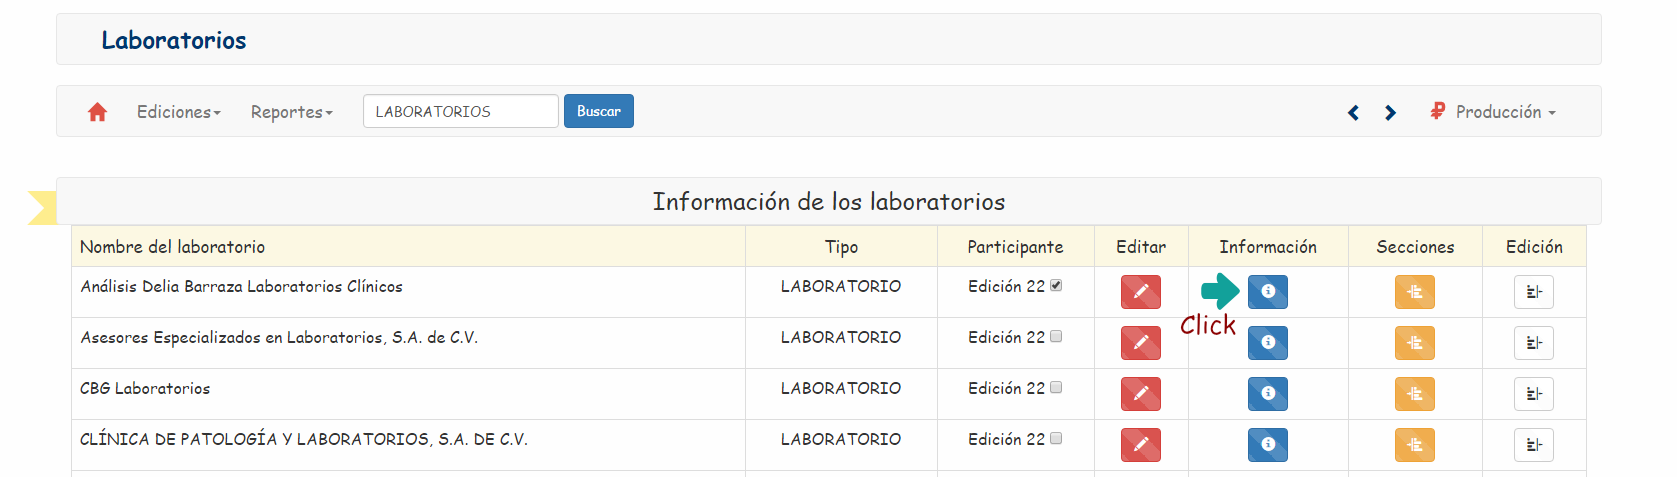 Laboratorios
Ediciones Reportes LABORATORIOS Buscar Producción
Información de los laboratorios
Nombre del laboratorio Tipo Participante Editar Información Secciones Edición
Análisis Delia Barraza Laboratorios Clínicos LABORATORIO Edición 22
Click
Asesores Especializados en Laboratorios, S.A. de C.V. LABORATORIO Edición 22
CBG Laboratorios LABORATORIO Edición 22
CLÍNICA DE PATOLOGÍA Y LABORATORIOS, S.A. DE C.V. LABORATORIO Edición 22